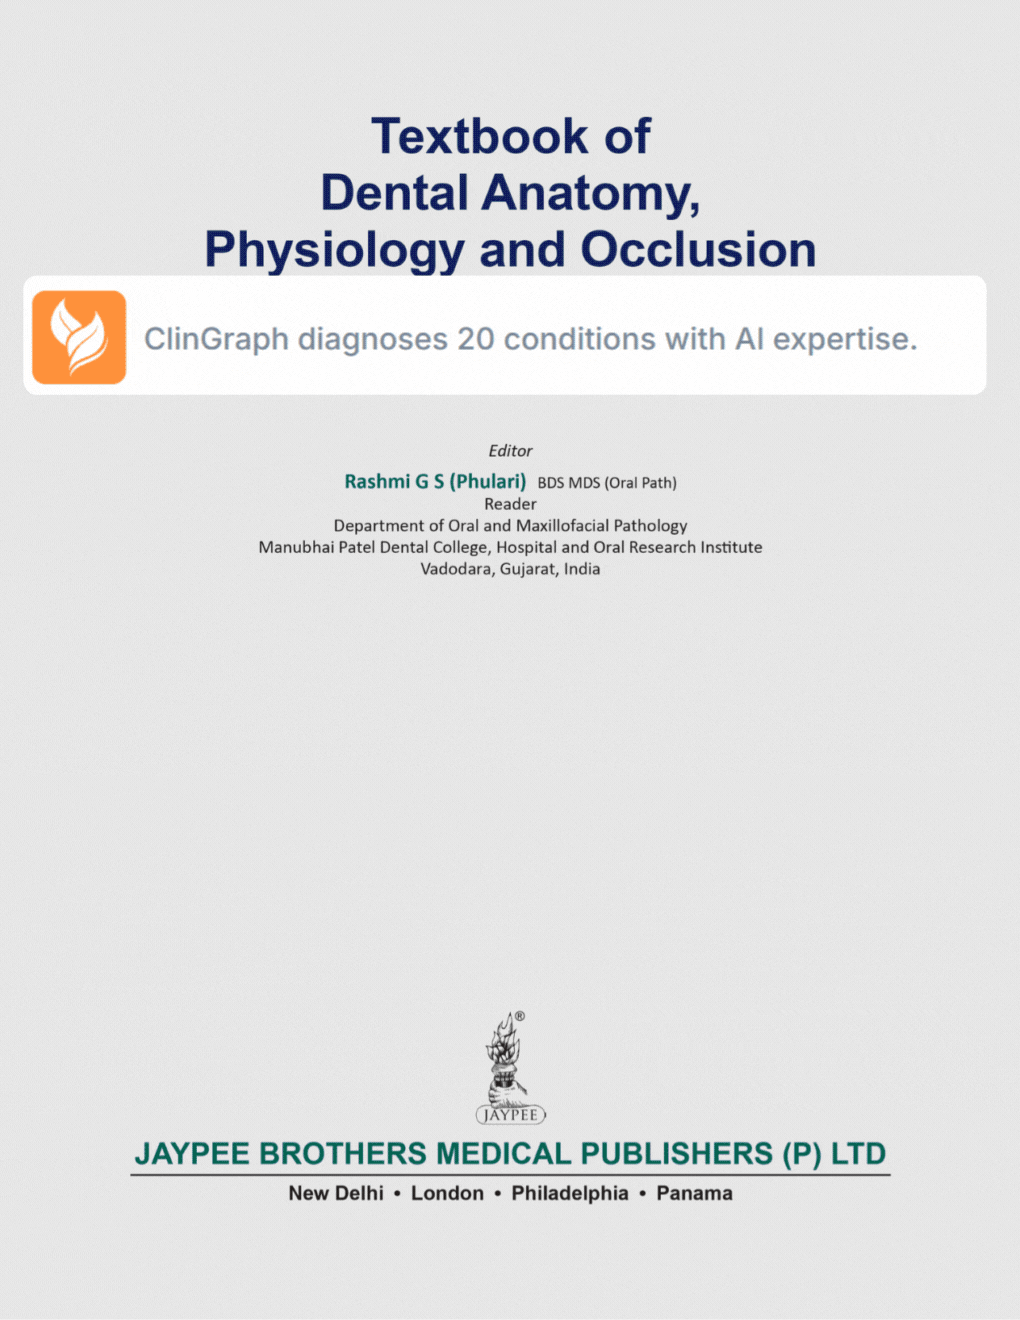 Textbook of
Dental Anatomy,
Physiology and Occlusion
ClinGraph diagnoses 20 conditions with AI expertise.
Editor
Rashmi G S (Phulari) BDS MDS (Oral Path)
Reader
Department of Oral and Maxillofacial Pathology
Manubhai Patel Dental College, Hospital and Oral Research Institute
Vadodara, Gujarat, India
®
JAYPEE
JAYPEE BROTHERS MEDICAL PUBLISHERS (P) LTD
New Delhi • London • Philadelphia • Panama